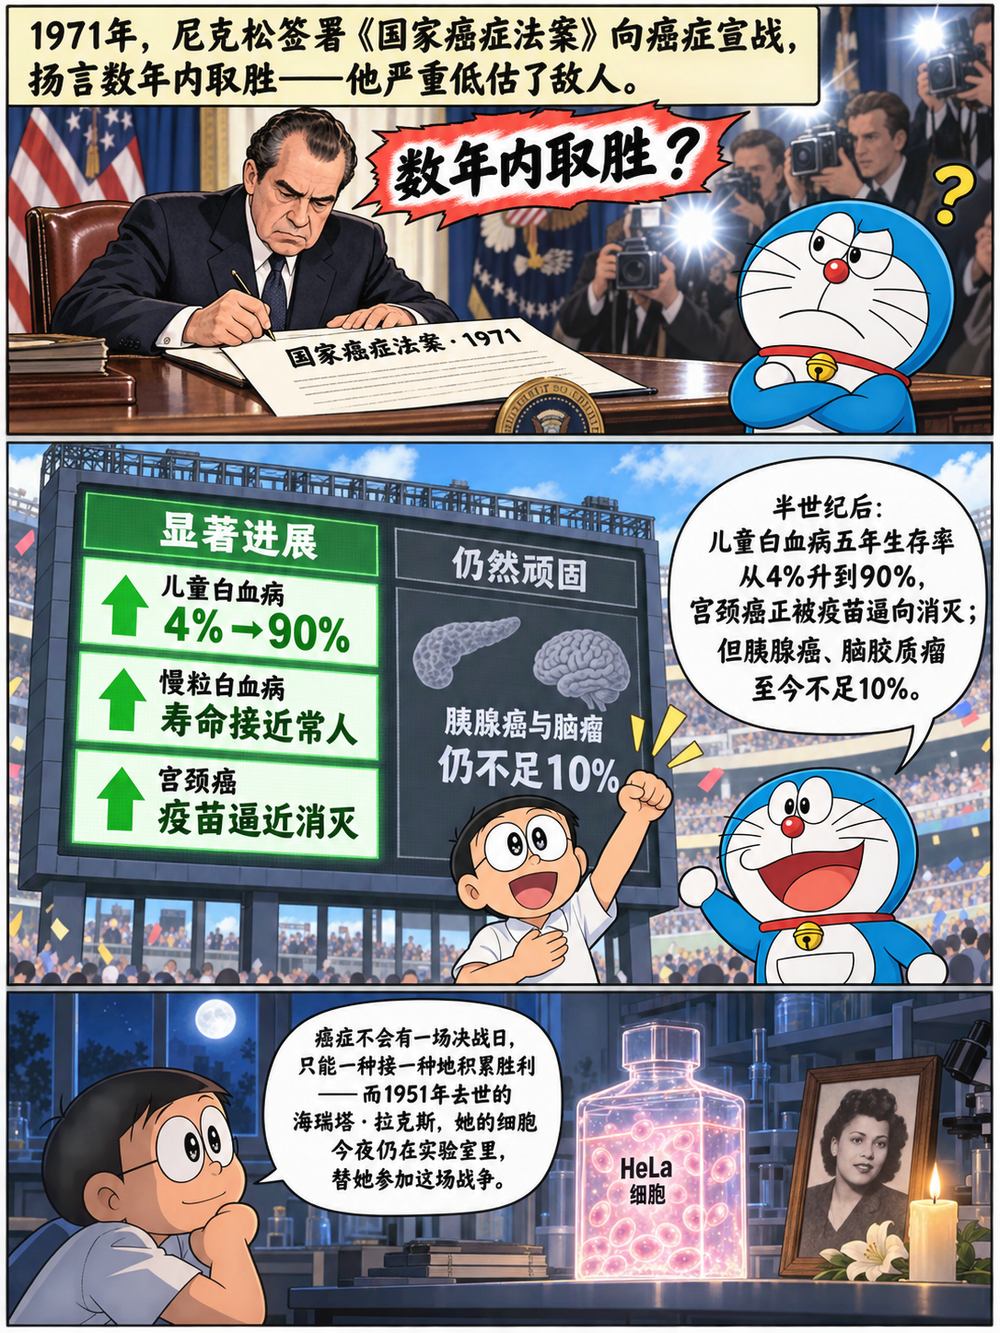 1971年，尼克松签署《国家癌症法案》向癌症宣战，
扬言数年内取胜——他严重低估了敌人。
数年内取胜？
?
国家癌症法案·1971
显著进展
儿童白血病
4%→90%
慢粒白血病
寿命接近常人
宫颈癌
疫苗逼近消灭
仍然顽固
胰腺癌与脑瘤
仍不足10%
半世纪后：
儿童白血病五年生存率
从4%升到90%，
宫颈癌正被疫苗逼向消灭；
但胰腺癌、脑胶质瘤
至今不足10%。
癌症不会有一场决战日，
只能一种接一种地积累胜利
——而1951年去世的
海瑞塔·拉克斯，她的细胞
今夜仍在实验室里，
替她参加这场战争。
HeLa
细胞